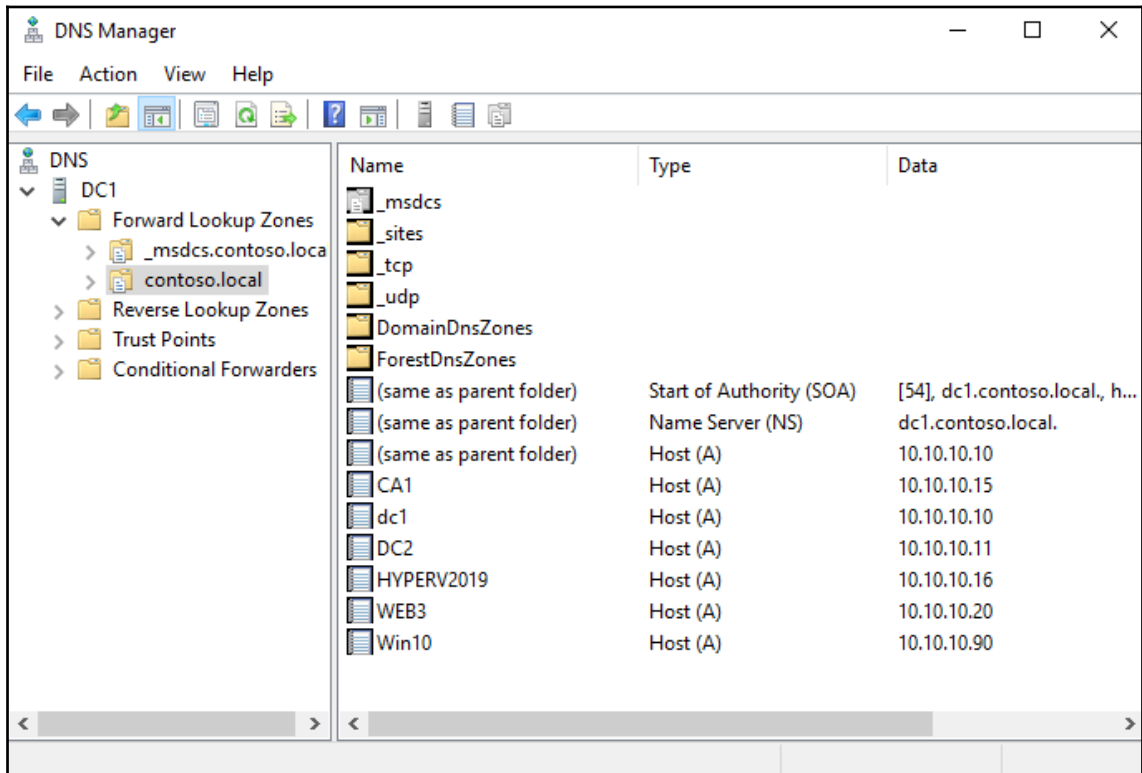 DNS Manager
File Action View Help
DNS
DC1
Forward Lookup Zones
_msdcs.contoso.loca
contoso.local
Reverse Lookup Zones
Trust Points
Conditional Forwarders
Name Type Data
_msdcs
_sites
_tcp
_udp
DomainDnsZones
ForestDnsZones
(same as parent folder) Start of Authority (SOA) [54], dc1.contoso.local., h...
(same as parent folder) Name Server (NS) dc1.contoso.local.
(same as parent folder) Host (A) 10.10.10.10
CA1 Host (A) 10.10.10.15
dc1 Host (A) 10.10.10.10
DC2 Host (A) 10.10.10.11
HYPERV2019 Host (A) 10.10.10.16
WEB3 Host (A) 10.10.10.20
Win10 Host (A) 10.10.10.90